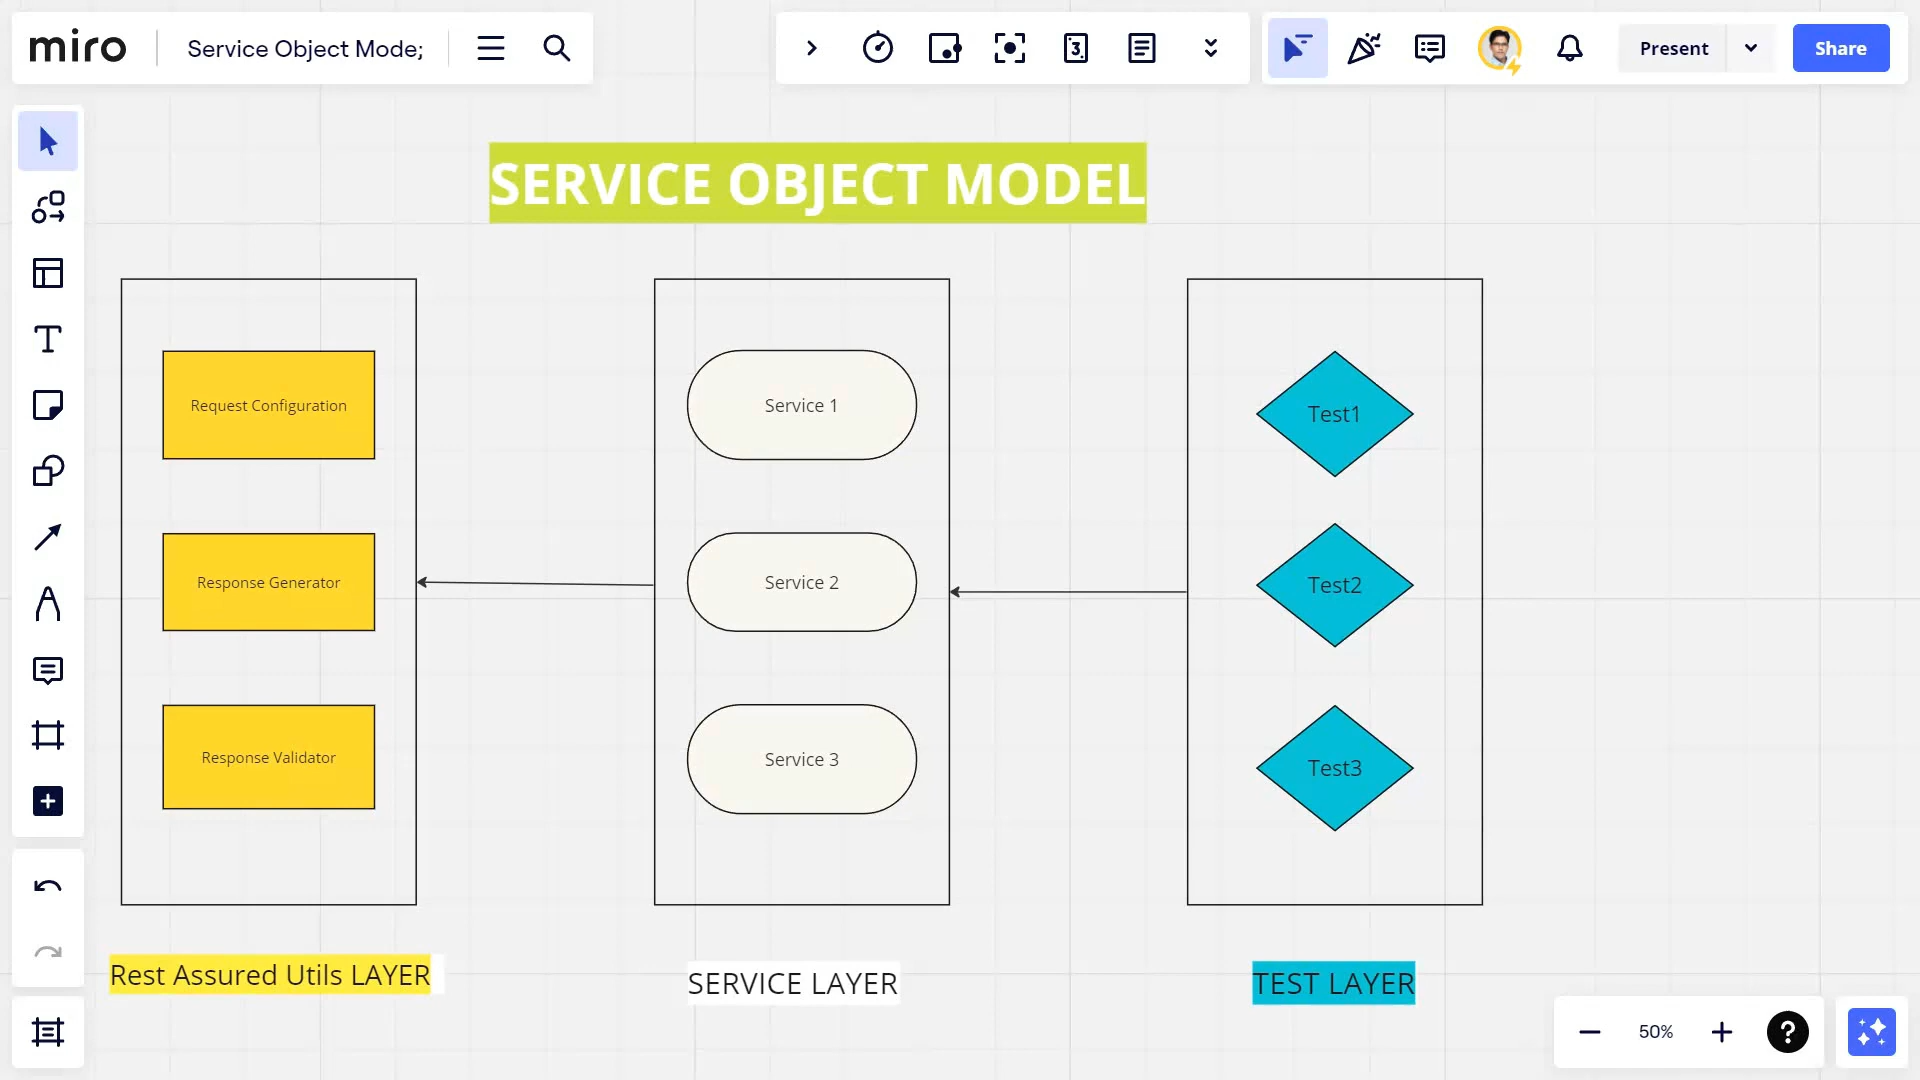 miro
Service Object Mode;
3
Present
Share
SERVICE OBJECT MODEL
Request Configuration
Service 1
Test1
Response Generator
Service 2
Test2
Response Validator
Service 3
Test3
Rest Assured Utils LAYER
SERVICE LAYER
TEST LAYER
50%
?